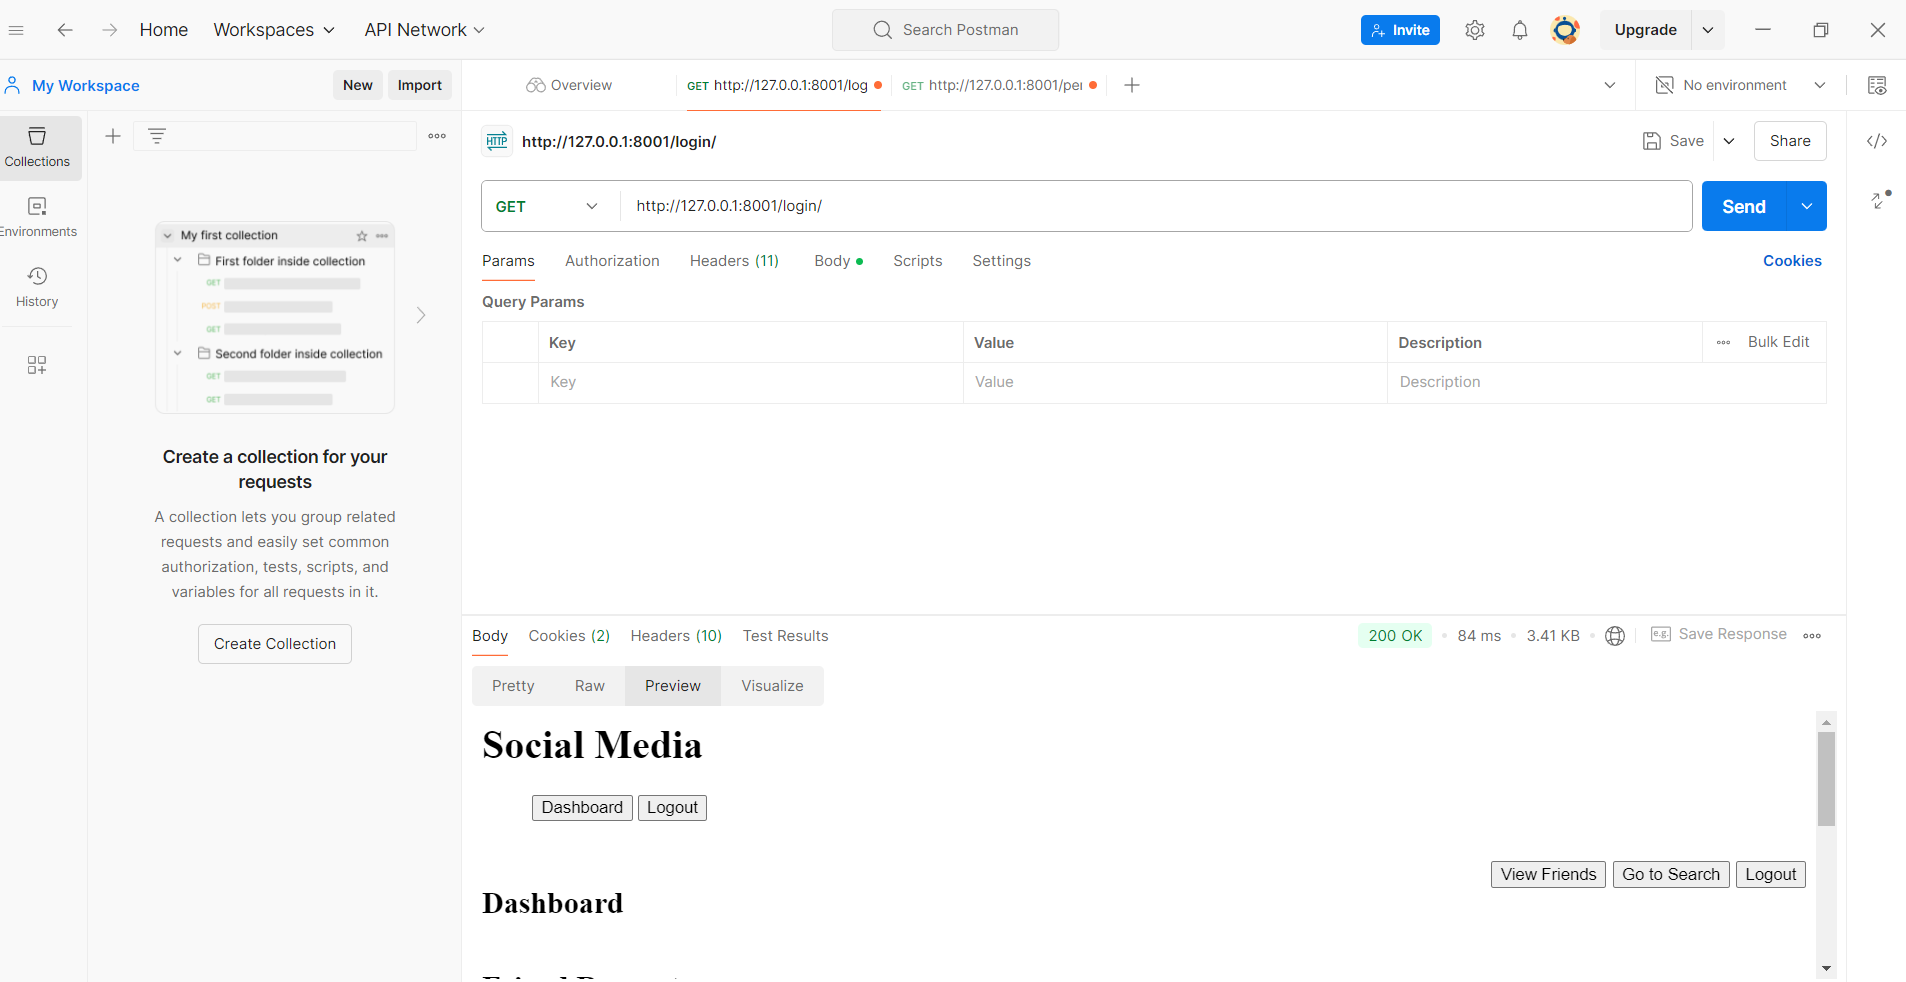 Home Workspaces API Network Search Postman Invite Upgrade
My Workspace New Import Overview GET http://127.0.0.1:8001/log GET http://127.0.0.1:8001/per No environment
Collections
Environments
History
HTTP http://127.0.0.1:8001/login/ Save Share
GET http://127.0.0.1:8001/login/ Send
Params Authorization Headers (11) Body Scripts Settings Cookies
Query Params
Key Value Description Bulk Edit
Key Value Description
My first collection
First folder inside collection
GET
POST
GET
Second folder inside collection
GET
GET
Create a collection for your
requests
A collection lets you group related
requests and easily set common
authorization, tests, scripts, and
variables for all requests in it.
Create Collection
Body Cookies (2) Headers (10) Test Results 200 OK 84 ms 3.41 KB e.g. Save Response
Pretty Raw Preview Visualize
Social Media
Dashboard Logout
View Friends Go to Search Logout
Dashboard